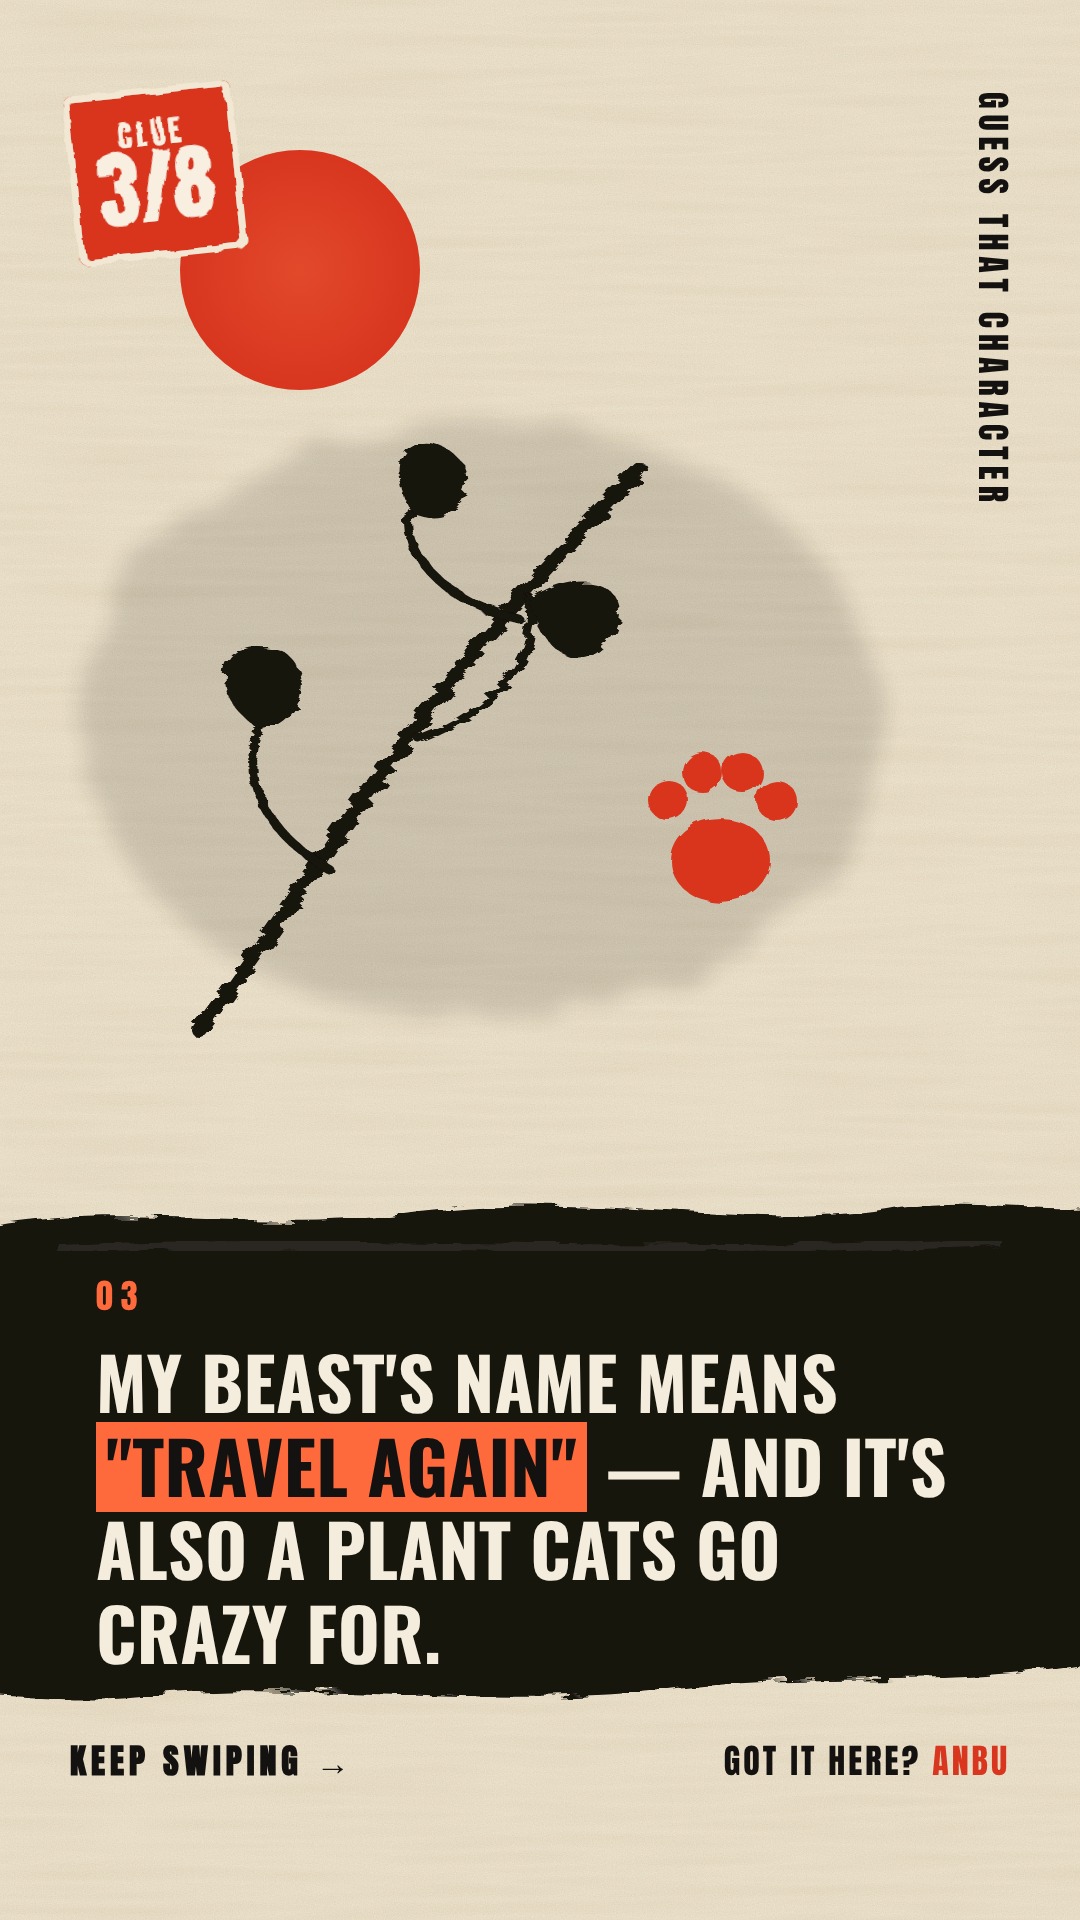 CLUE
3/8
GUESS THAT CHARACTER
03
MY BEAST'S NAME MEANS
"TRAVEL AGAIN" — AND IT'S
ALSO A PLANT CATS GO
CRAZY FOR.
KEEP SWIPING →
GOT IT HERE? ANBU